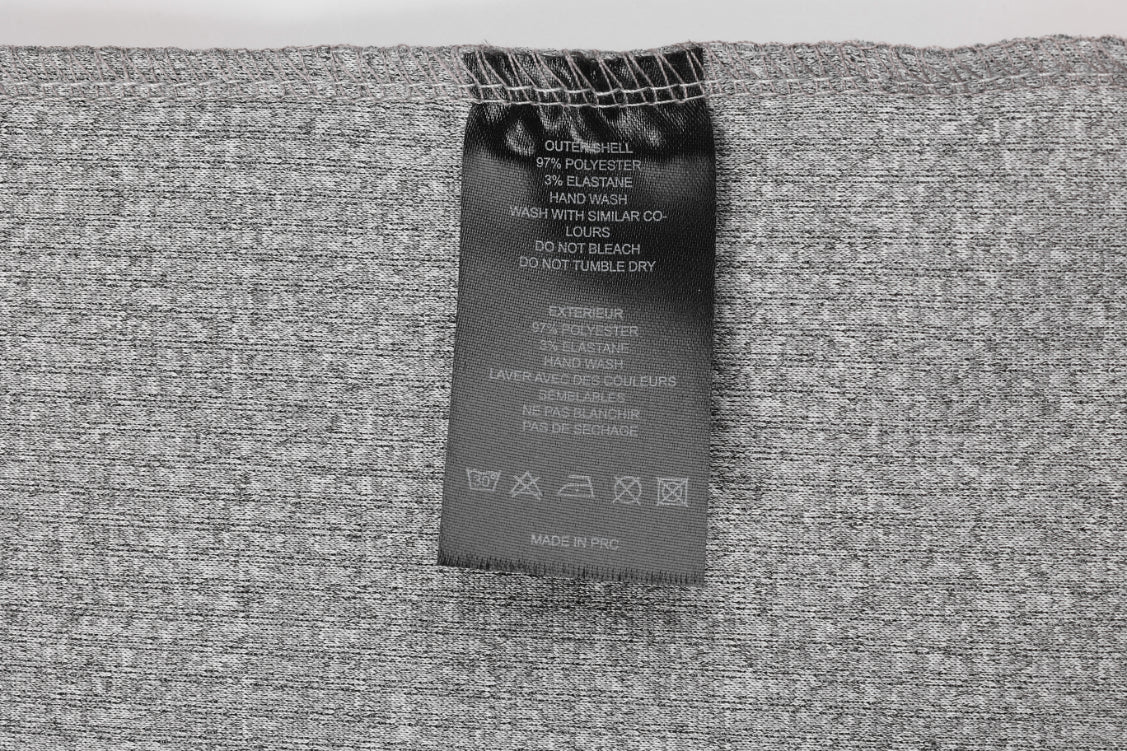 OUTER SHELL
97% POLYESTER
3% ELASTANE
HAND WASH
WASH WITH SIMILAR CO-
LOURS
DO NOT BLEACH
DO NOT TUMBLE DRY
EXTERIEUR
97% POLYESTER
3% ELASTANE
HAND WASH
LAVER AVEC DES COULEURS
SEMBLABLES
NE PAS BLANCHIR
PAS DE SECHAGE
30°
MADE IN PRC